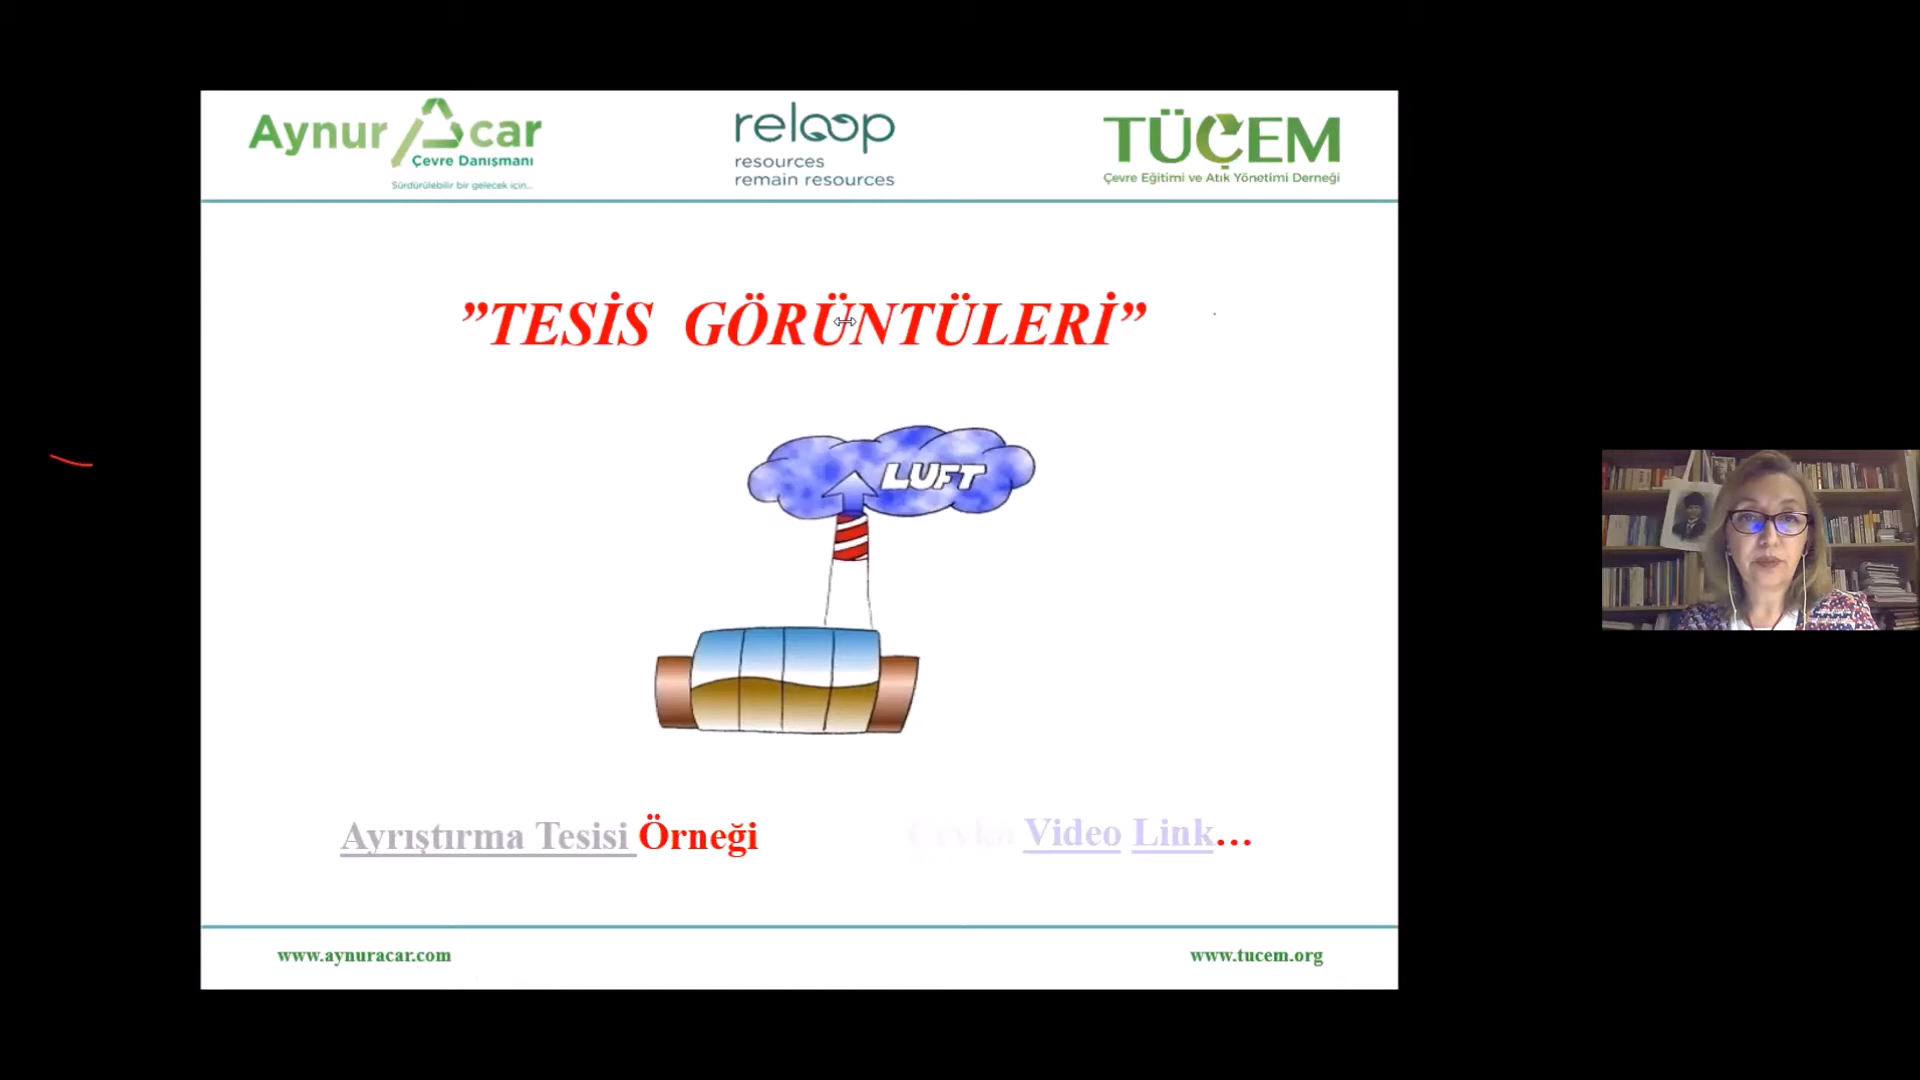 Aynur Acar
Çevre Danışmanı
Sürdürülebilir bir gelecek için...
reloop
resources
remain resources
TÜÇEM
Çevre Eğitimi ve Atık Yönetimi Derneği
”TESİS GÖRÜNTÜLERİ”
LUFT
Ayrıştırma Tesisi Örneği
Video Link...
www.aynuracar.com
www.tucem.org